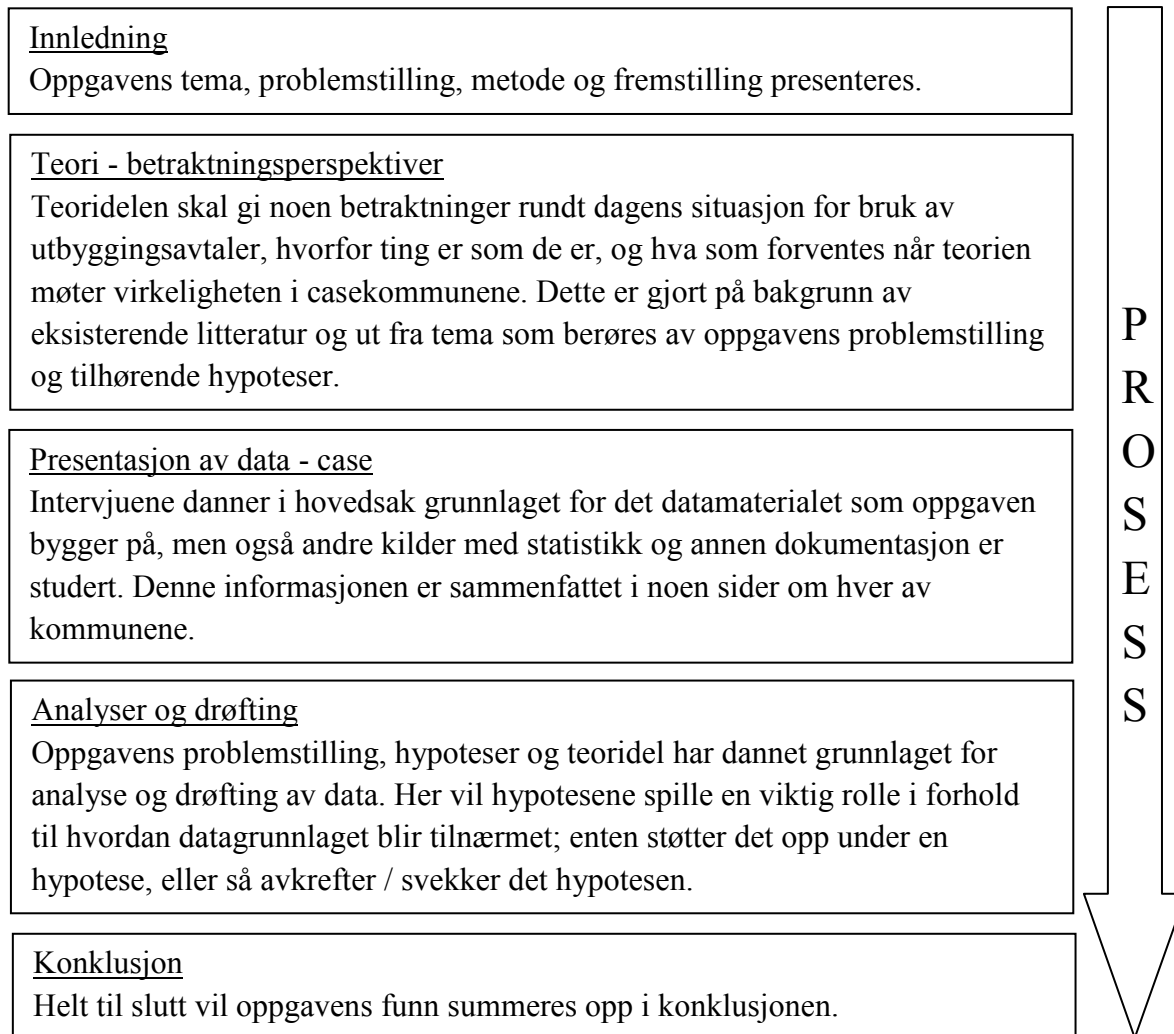 Innledning
Oppgavens tema, problemstilling, metode og fremstilling presenteres.
Teori - betraktningsperspektiver
Teoridelen skal gi noen betraktninger rundt dagens situasjon for bruk av
utbyggingsavtaler, hvorfor ting er som de er, og hva som forventes når teorien
møter virkeligheten i casekommunene. Dette er gjort på bakgrunn av
eksisterende litteratur og ut fra tema som berøres av oppgavens problemstilling
og tilhørende hypoteser.
Presentasjon av data - case
Intervjuene danner i hovedsak grunnlaget for det datamaterialet som oppgaven
bygger på, men også andre kilder med statistikk og annen dokumentasjon er
studert. Denne informasjonen er sammenfattet i noen sider om hver av
kommunene.
Analyser og drøfting
Oppgavens problemstilling, hypoteser og teoridel har dannet grunnlaget for
analyse og drøfting av data. Her vil hypotesene spille en viktig rolle i forhold
til hvordan datagrunnlaget blir tilnærmet; enten støtter det opp under en
hypotese, eller så avkrefter / svekker det hypotesen.
Konklusjon
Helt til slutt vil oppgavens funn summeres opp i konklusjonen.
P
R
O
S
E
S
S